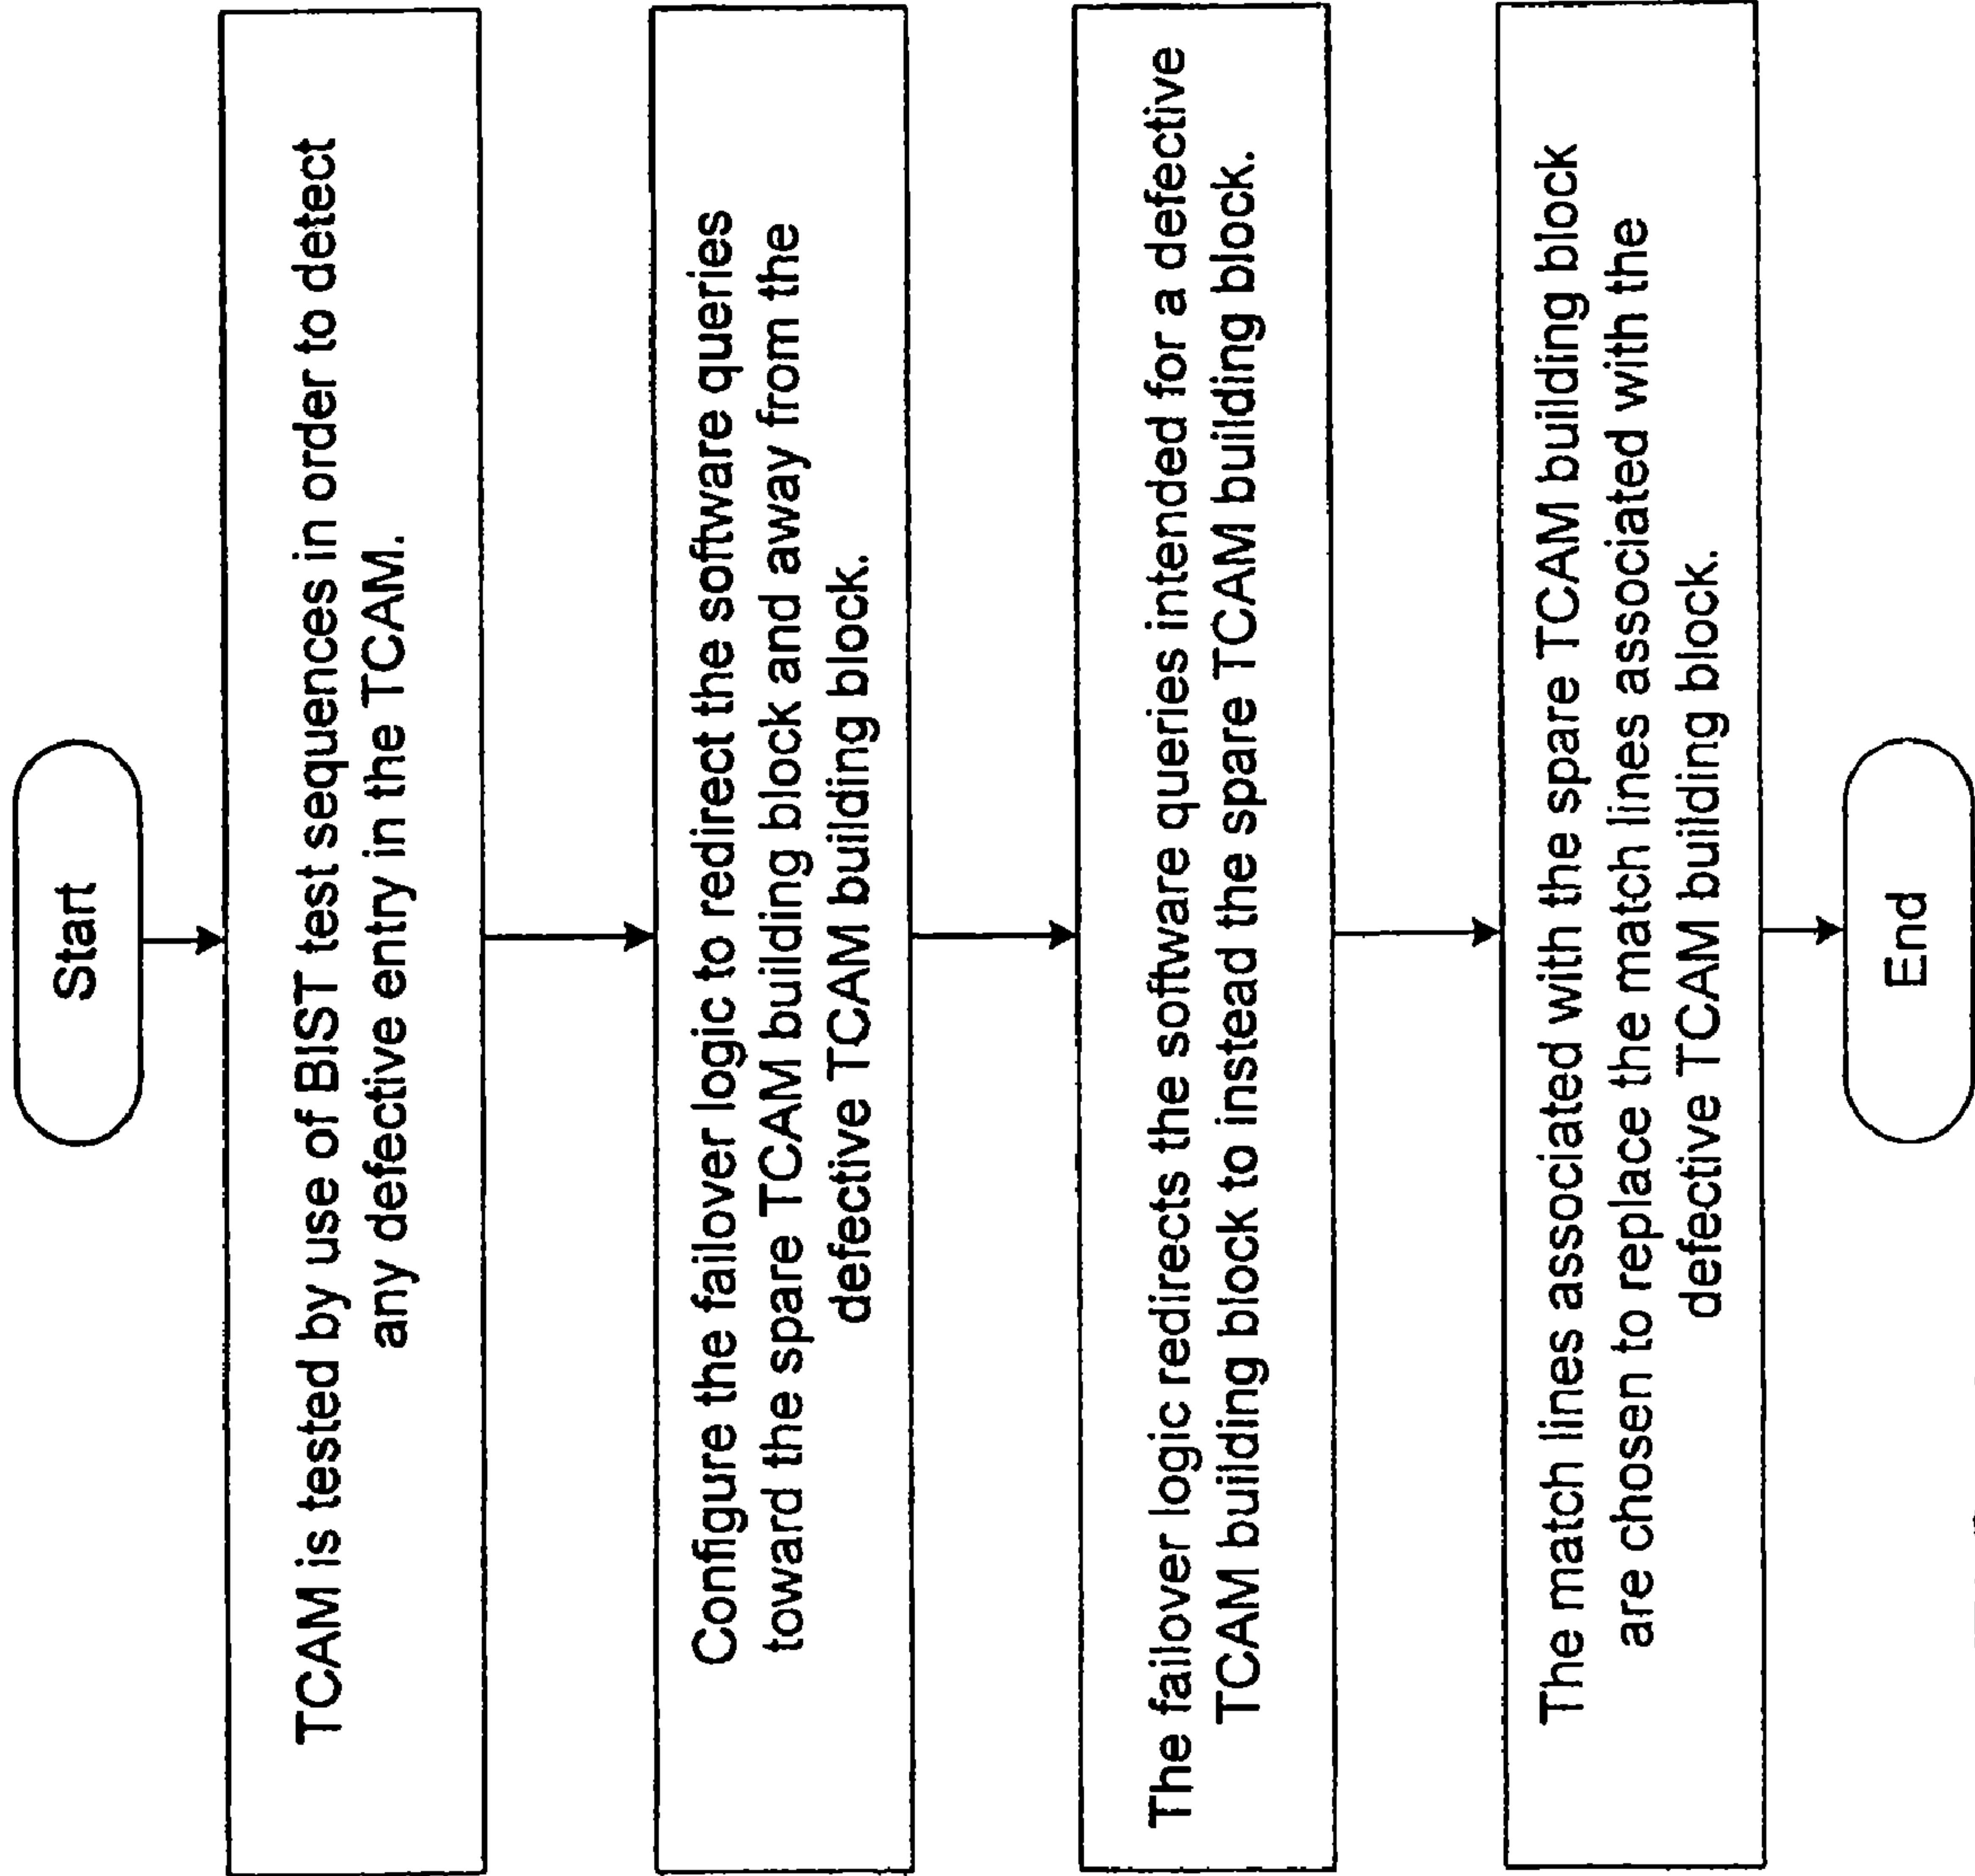 Start
TCAM is tested by use of BIST test sequences in order to detect
any defective entry in the TCAM.
Configure the failover logic to redirect the software queries
toward the spare TCAM building block and away from the
defective TCAM building block.
The failover logic redirects the software queries intended for a defective
TCAM building block to instead the spare TCAM building block.
The match lines associated with the spare TCAM building block
are chosen to replace the match lines associated with the
defective TCAM building block.
End